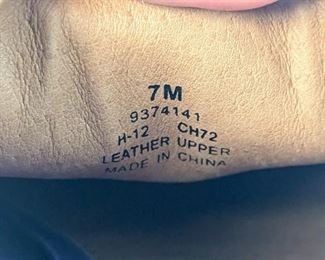 7M
9374141
H-12 CH72
LEATHER UPPER
MADE IN CHINA